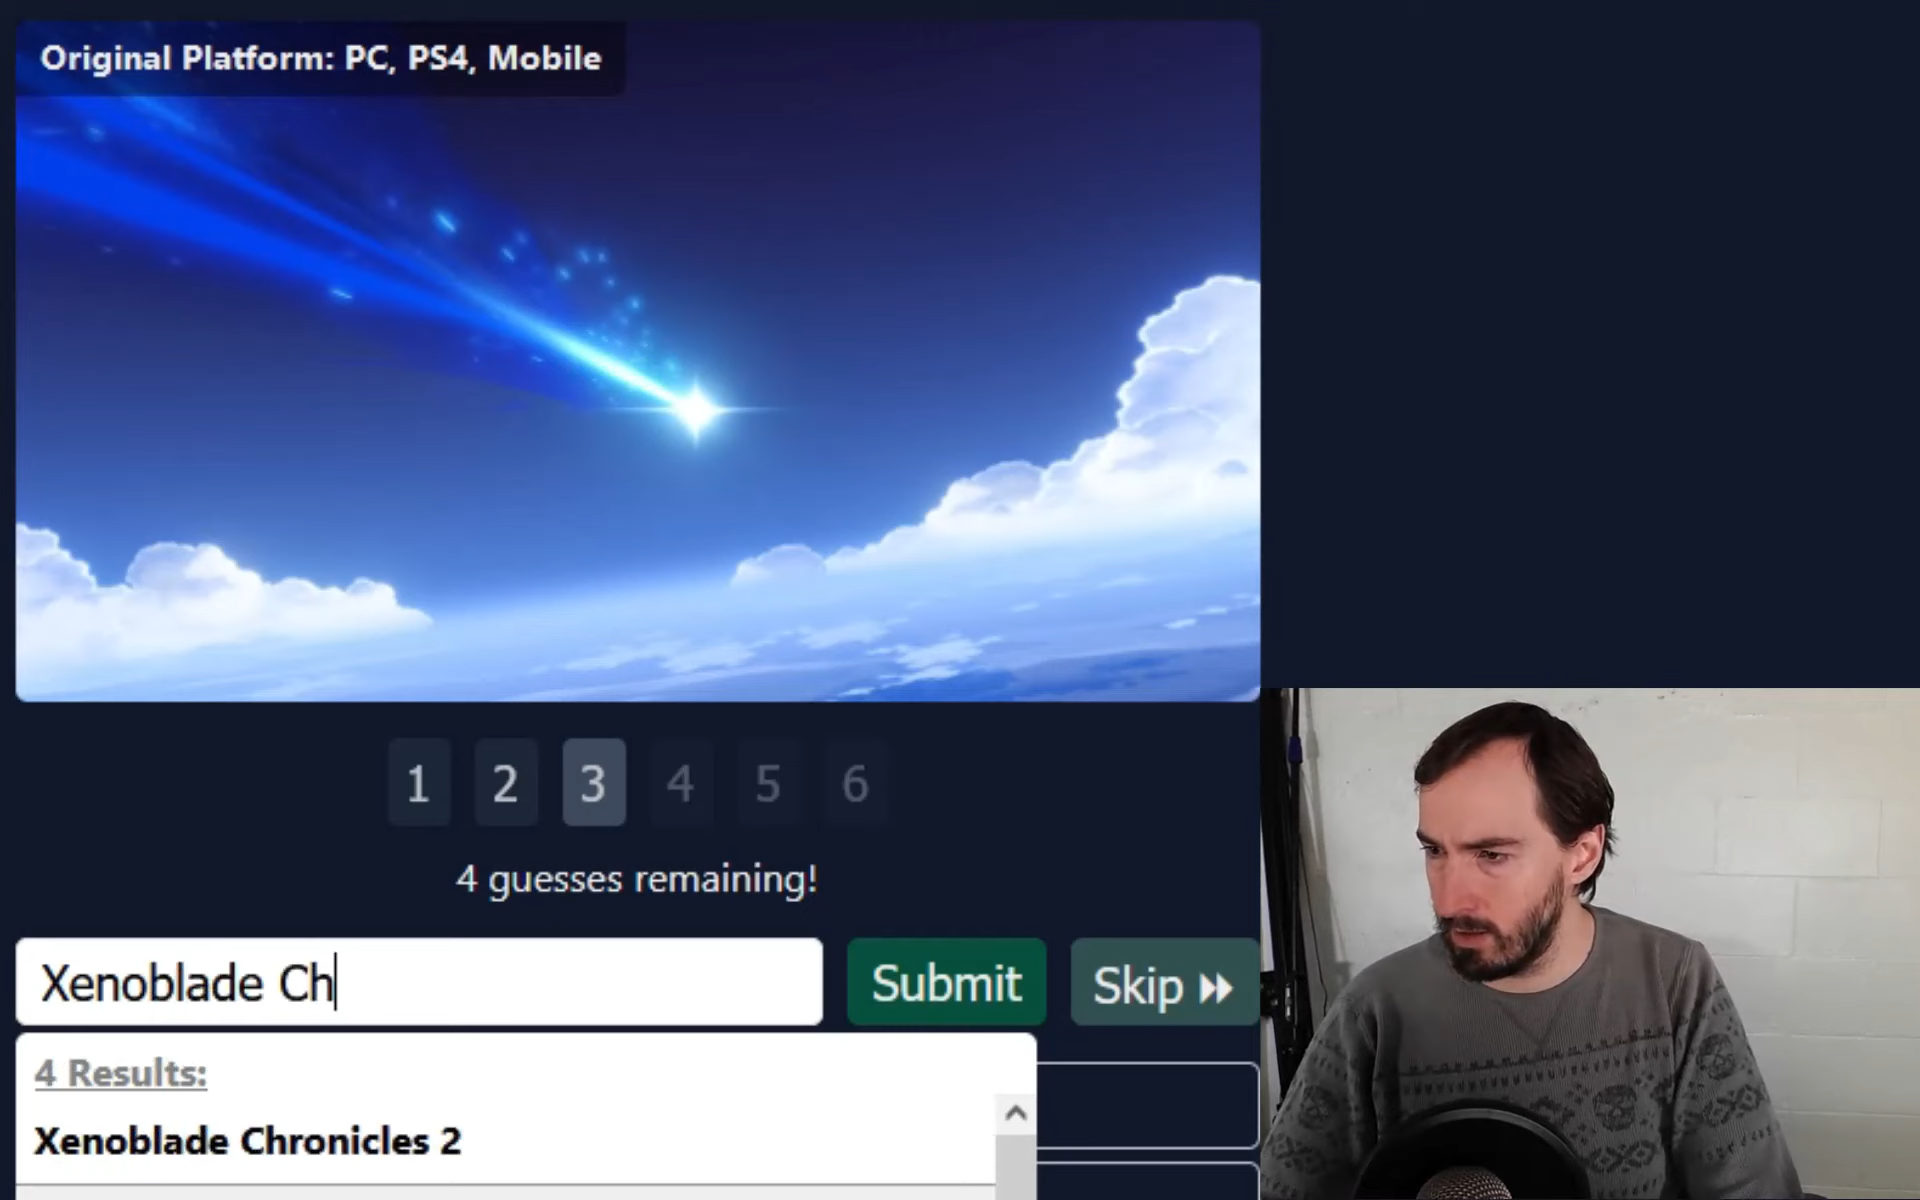 Original Platform: PC, PS4, Mobile
1 2 3 4 5 6
4 guesses remaining!
Xenoblade Ch
Submit
Skip
4 Results:
Xenoblade Chronicles 2